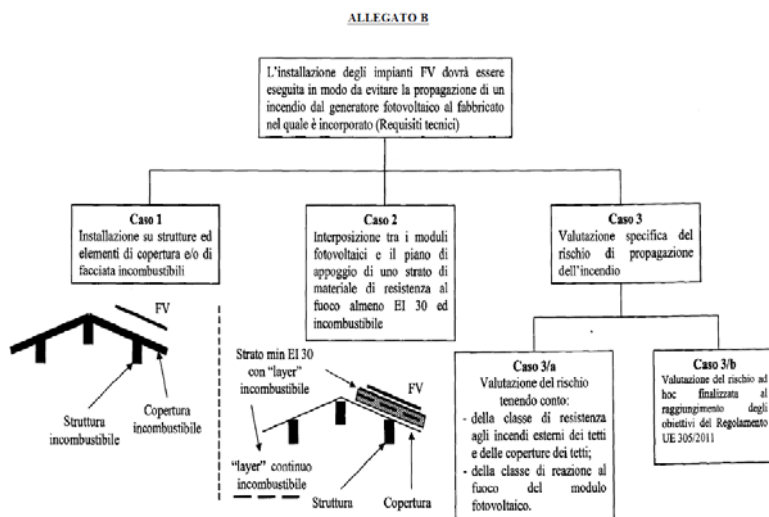 ALLEGATO B
L'installazione degli impianti FV dovrà essere
eseguita in modo da evitare la propagazione di un
incendio dal generatore fotovoltaico al fabbricato
nel quale è incorporato (Requisiti tecnici)
Caso 1
Installazione su strutture ed
elementi di copertura e/o di
facciata incombustibili
FV
Struttura
incombustibile
Copertura
incombustibile
Caso 2
Interposizione tra i moduli
fotovoltaici e il piano di
appoggio di uno strato di
materiale di resistenza al
fuoco almeno EI 30 ed
incombustibile
Strato min EI 30
con "layer"
incombustibile
FV
"layer" continuo
incombustibile
Struttura
Copertura
Caso 3
Valutazione specifica del
rischio di propagazione
dell'incendio
Caso 3/a
Valutazione del rischio
tenendo conto:
- della classe di resistenza
agli incendi esterni dei tetti
e delle coperture dei tetti;
- della classe di reazione al
fuoco del modulo
fotovoltaico.
Caso 3/b
Valutazione del rischio ad
hoc finalizzata al
raggiungimento degli
obiettivi del Regolamento
UE 305/2011